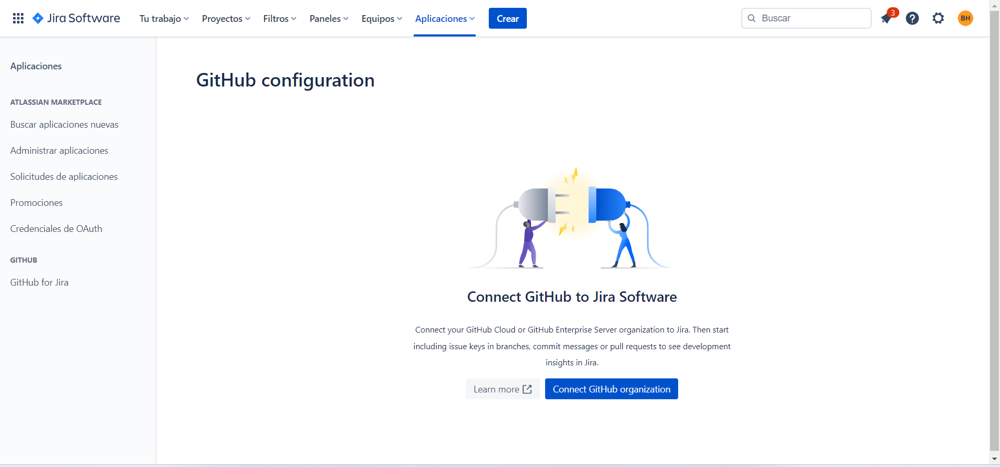 Jira Software
Tu trabajo
Proyectos
Filtros
Paneles
Equipos
Aplicaciones
Crear
Buscar
3
?
BH
Aplicaciones
ATLASSIAN MARKETPLACE
Buscar aplicaciones nuevas
Administrar aplicaciones
Solicitudes de aplicaciones
Promociones
Credenciales de OAuth
GITHUB
GitHub for Jira
GitHub configuration
Connect GitHub to Jira Software
Connect your GitHub Cloud or GitHub Enterprise Server organization to Jira. Then start
including issue keys in branches, commit messages or pull requests to see development
insights in Jira.
Learn more
Connect GitHub organization